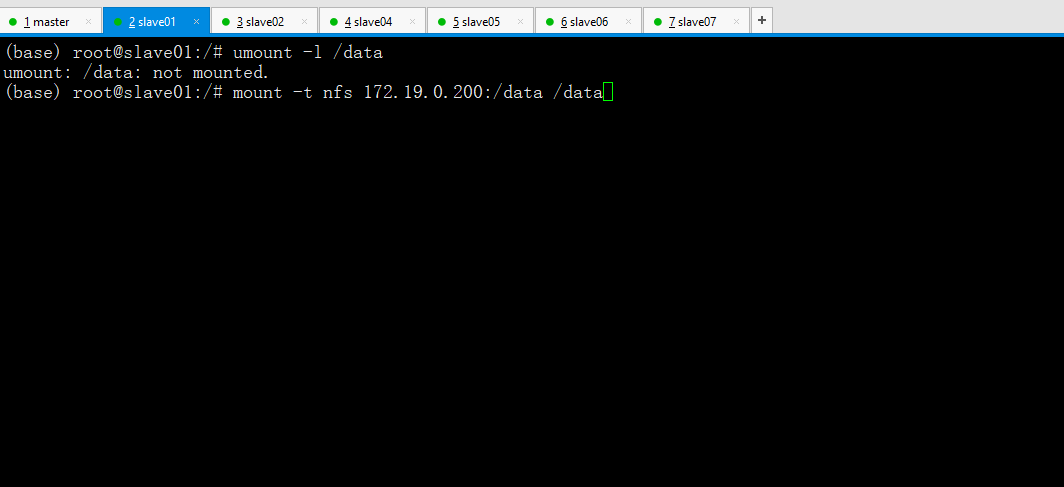 1 master × 2 slave01 × 3 slave02 × 4 slave04 × 5 slave05 × 6 slave06 × 7 slave07 × +
(base) root@slave01:/# umount -l /data
umount: /data: not mounted.
(base) root@slave01:/# mount -t nfs 172.19.0.200:/data /data